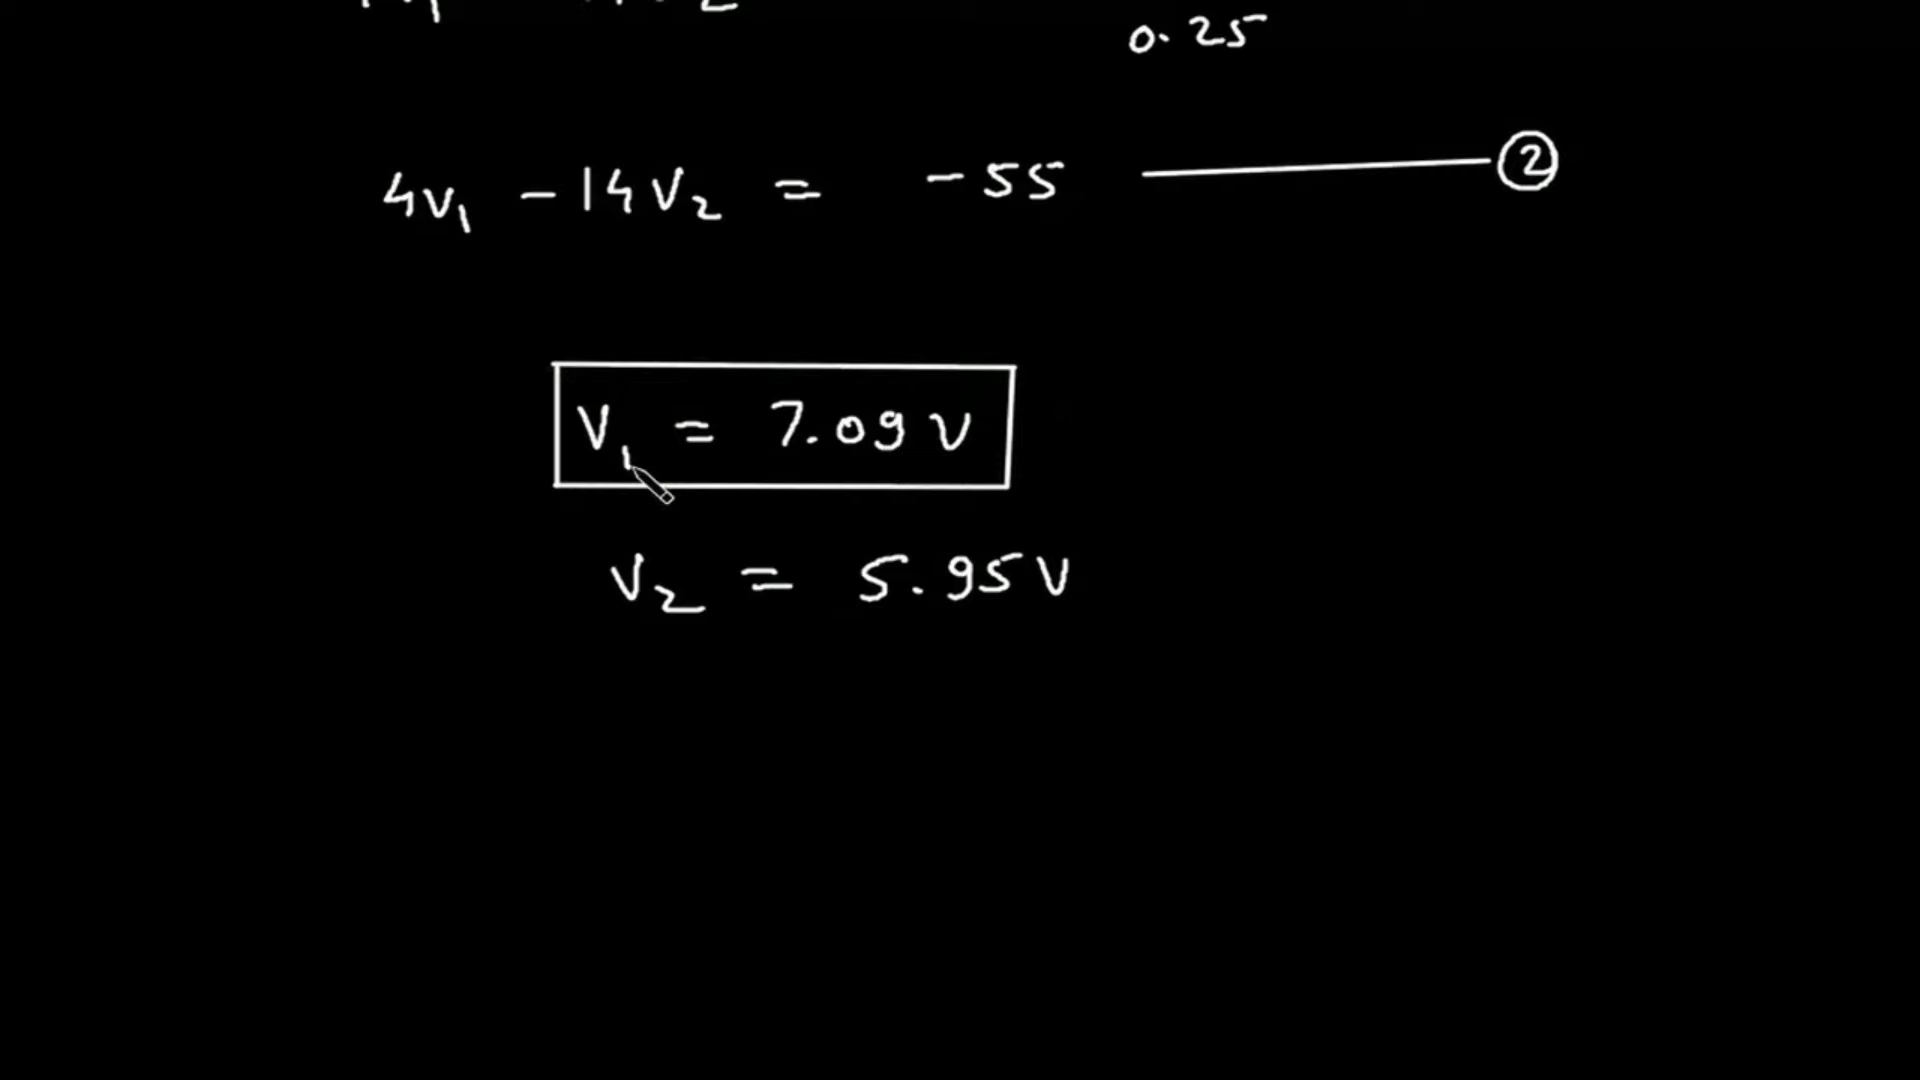 0.25
4V₁ - 14V₂ = -55 ——— ②
V₁ = 7.09 V
V₂ = 5.95 V